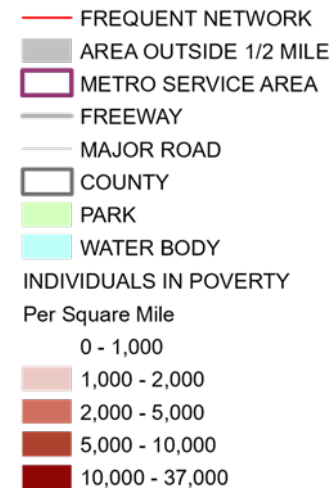 FREQUENT NETWORK
AREA OUTSIDE 1/2 MILE
METRO SERVICE AREA
FREEWAY
MAJOR ROAD
COUNTY
PARK
WATER BODY
INDIVIDUALS IN POVERTY
Per Square Mile
0 - 1,000
1,000 - 2,000
2,000 - 5,000
5,000 - 10,000
10,000 - 37,000